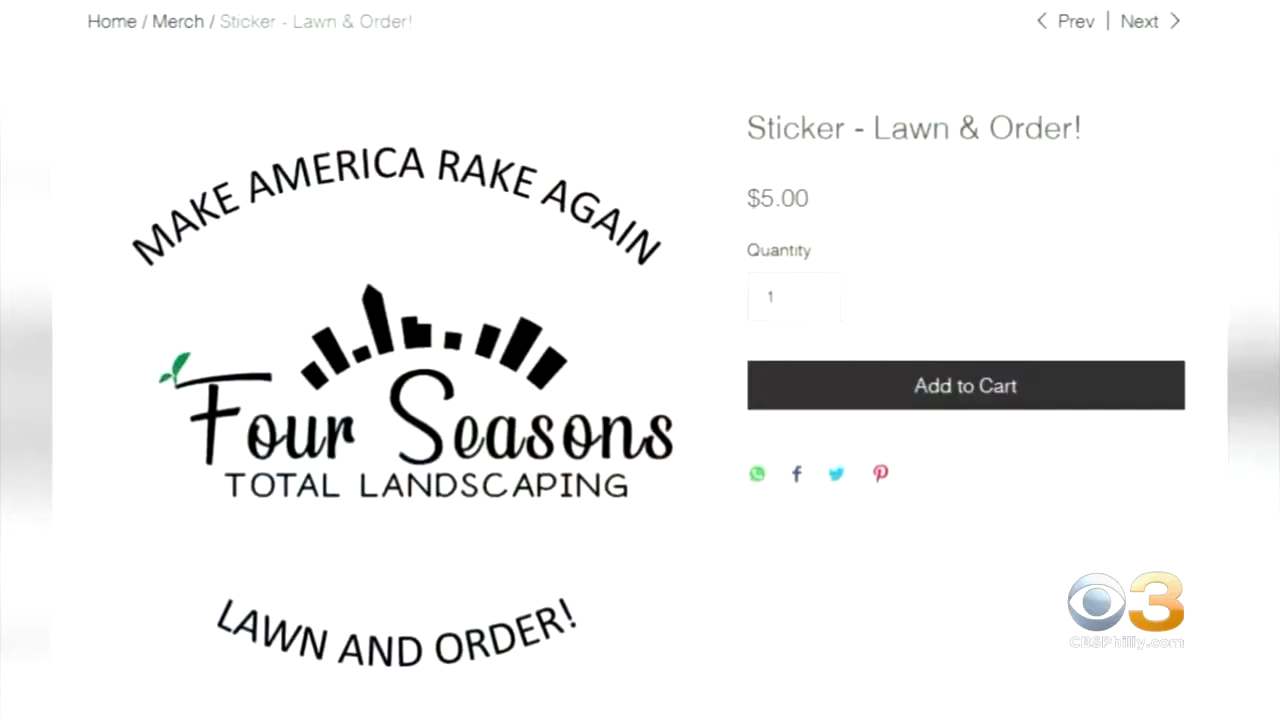 Home / Merch / Sticker - Lawn & Order!
Prev | Next
MAKE AMERICA RAKE AGAIN
Four Seasons
TOTAL LANDSCAPING
LAWN AND ORDER!
Sticker - Lawn & Order!
$5.00
Quantity
1
Add to Cart
3
CBSPhilly.com